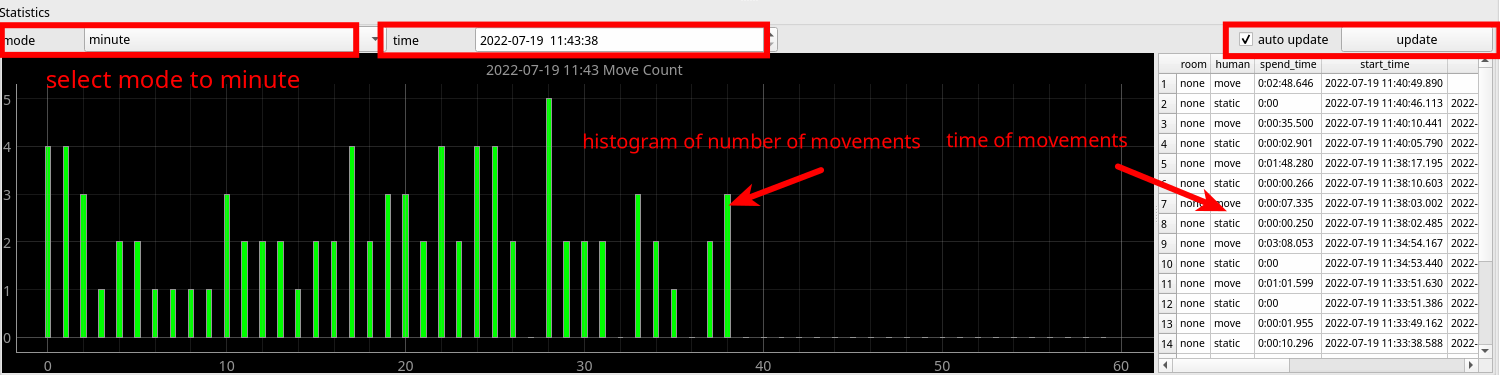 Statistics
mode minute time 2022-07-19 11:43:38 auto update update
2022-07-19 11:43 Move Count
select mode to minute
histogram of number of movements
time of movements
5
4
3
2
1
0
0 10 20 30 40 50 60
room human spend_time start_time
1 none move 0:02:48.646 2022-07-19 11:40:49.890
2 none static 0:00 2022-07-19 11:40:46.113 2022-
3 none move 0:00:35.500 2022-07-19 11:40:10.441 2022-
4 none static 0:00:02.901 2022-07-19 11:40:05.790 2022-
5 none move 0:01:48.280 2022-07-19 11:38:17.195 2022-
6 none static 0:00:00.266 2022-07-19 11:38:10.603 2022-
7 none move 0:00:07.335 2022-07-19 11:38:03.002 2022-
8 none static 0:00:00.250 2022-07-19 11:38:02.485 2022-
9 none move 0:03:08.053 2022-07-19 11:34:54.167 2022-
10 none static 0:00 2022-07-19 11:34:53.440 2022-
11 none move 0:01:01.599 2022-07-19 11:33:51.630 2022-
12 none static 0:00 2022-07-19 11:33:51.386 2022-
13 none move 0:00:01.955 2022-07-19 11:33:49.162 2022-
14 none static 0:00:10.296 2022-07-19 11:33:38.588 2022-